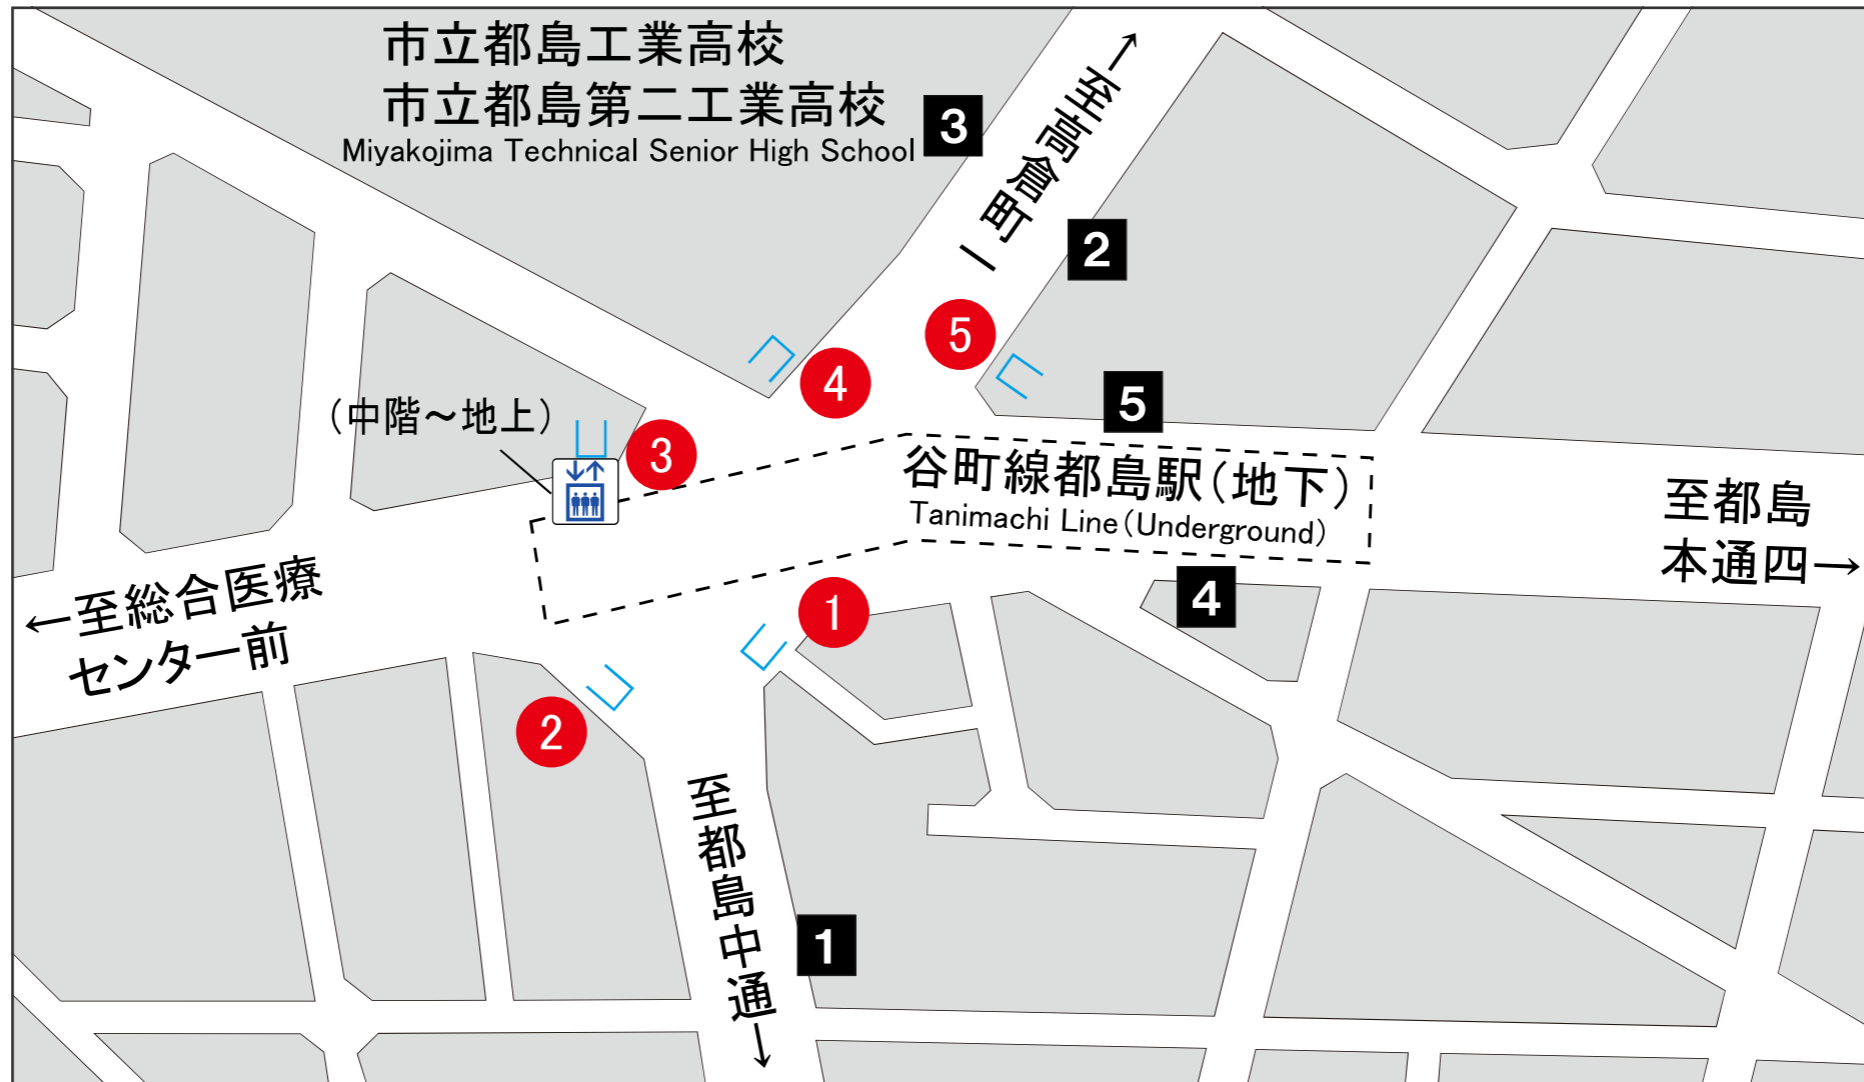 市立都島工業高校
市立都島第二工業高校
Miyakojima Technical Senior High School
3
←至高倉町一
2
5
4
(中階～地上)
3
5
谷町線都島駅(地下)
Tanimachi Line(Underground)
至都島
本通四→
4
←至総合医療
センター前
1
2
至都島中通→
1